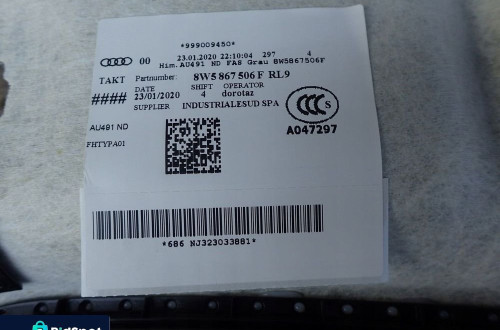 *999009450*
00 23.01.2020 22:10:04 297 4
Him.AU491 ND FAS Grau 8W5867506F
TAKT Partnumber: 8W5 867 506 F RL9
DATE SHIFT OPERATOR
#### 23/01/2020 4 dorotaz
SUPPLIER INDUSTRIALESUD SPA
CCC S
A047297
AU491 ND
FHTYPA01
*686 NJ323033881*
BidSpot